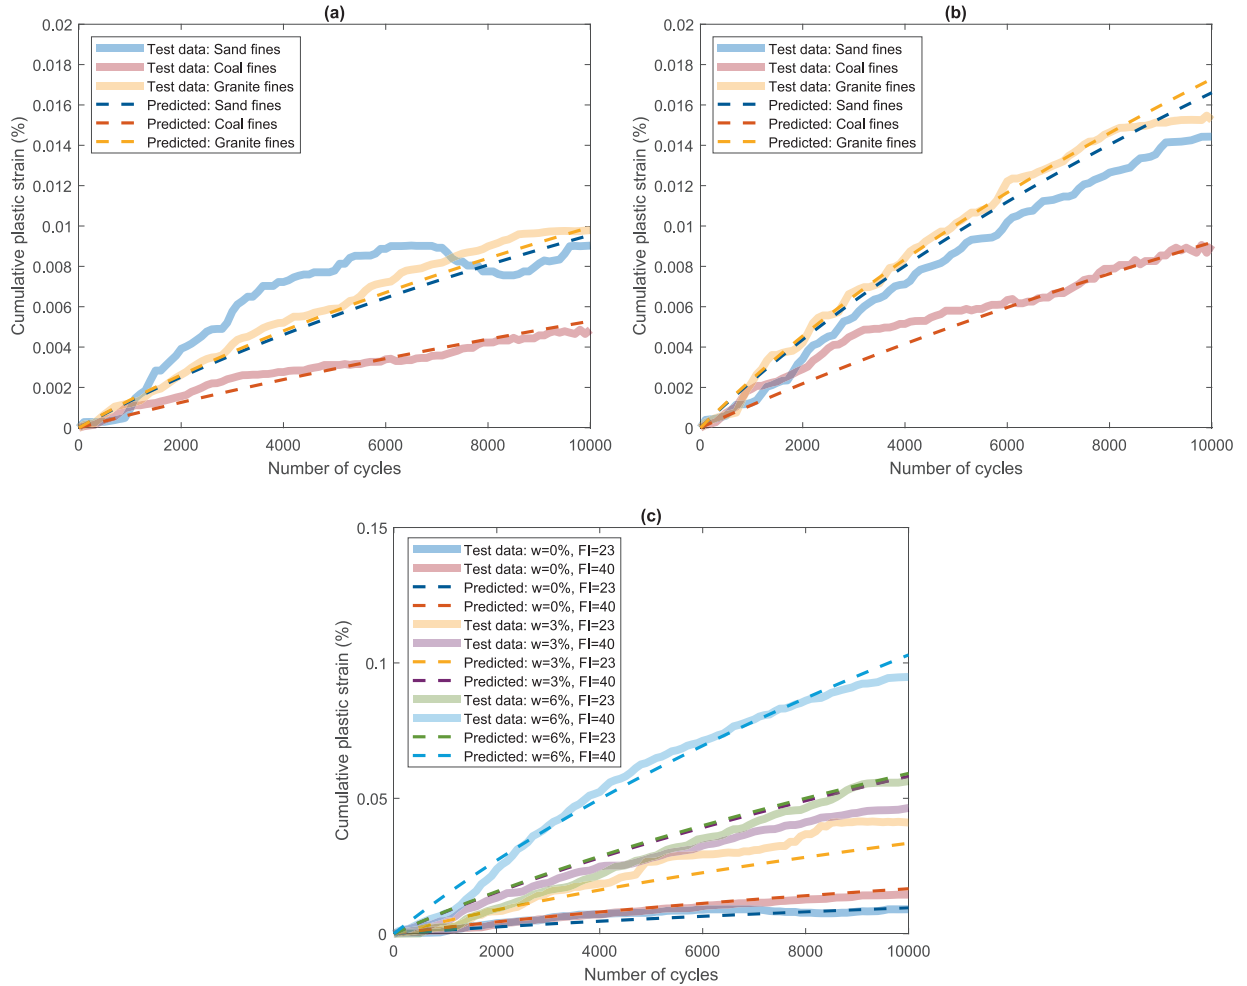 (a)
0.02
0.018
0.016
0.014
0.012
0.01
0.008
0.006
0.004
0.002
0
Cumulative plastic strain (%)
Test data: Sand fines
Test data: Coal fines
Test data: Granite fines
Predicted: Sand fines
Predicted: Coal fines
Predicted: Granite fines
0
2000
4000
6000
8000
10000
Number of cycles
(b)
0.02
0.018
0.016
0.014
0.012
0.01
0.008
0.006
0.004
0.002
0
Cumulative plastic strain (%)
Test data: Sand fines
Test data: Coal fines
Test data: Granite fines
Predicted: Sand fines
Predicted: Coal fines
Predicted: Granite fines
0
2000
4000
6000
8000
10000
Number of cycles
(c)
0.15
0.1
0.05
0
Cumulative plastic strain (%)
Test data: w=0%, FI=23
Test data: w=0%, FI=40
Predicted: w=0%, FI=23
Predicted: w=0%, FI=40
Test data: w=3%, FI=23
Test data: w=3%, FI=40
Predicted: w=3%, FI=23
Predicted: w=3%, FI=40
Test data: w=6%, FI=23
Test data: w=6%, FI=40
Predicted: w=6%, FI=23
Predicted: w=6%, FI=40
0
2000
4000
6000
8000
10000
Number of cycles